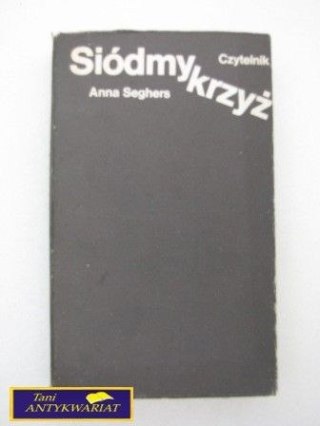 Siódmy
krzyż
Czytelnik
Anna Seghers
Tani
ANTYKWARIAT